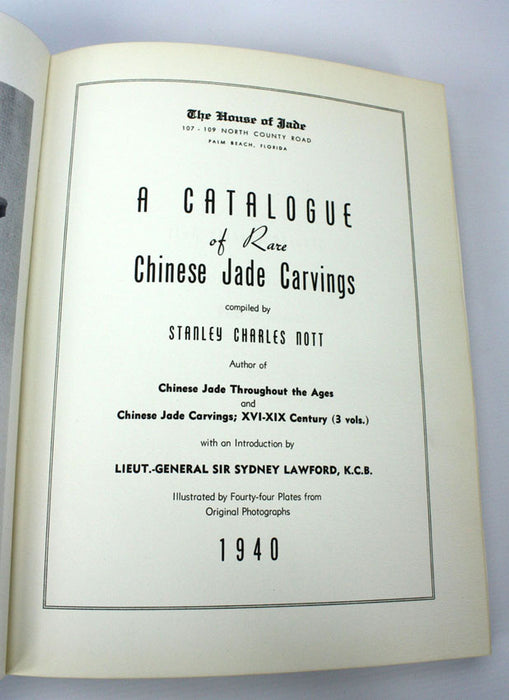 The House of Jade
107 - 109 NORTH COUNTY ROAD
PALM BEACH, FLORIDA
A CATALOGUE
of Rare
Chinese Jade Carvings
compiled by
STANLEY CHARLES NOTT
Author of
Chinese Jade Throughout the Ages
and
Chinese Jade Carvings; XVI-XIX Century (3 vols.)
with an Introduction by
LIEUT.-GENERAL SIR SYDNEY LAWFORD, K.C.B.
Illustrated by Fourty-four Plates from
Original Photographs
1940